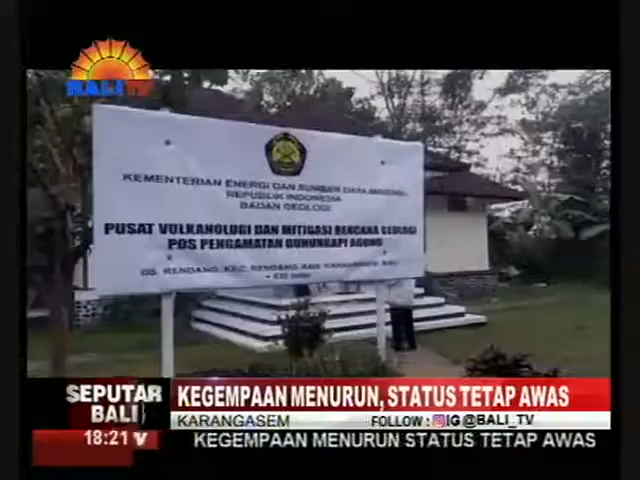 BALI TV
KEMENTERIAN ENERGI DAN SUMBER DAYA MINERAL
REPUBLIK INDONESIA
BADAN GEOLOGI
PUSAT VULKANOLOGI DAN MITIGASI BENCANA GEOLOGI
POS PENGAMATAN GUNUNGAPI AGUNG
DS. RENDANG, KEC. RENDANG, KAB. KARANGASEM, BALI
SEPUTAR
BALI
KEGEMPAAN MENURUN, STATUS TETAP AWAS
KARANGASEM
FOLLOW : IG@BALI_TV
18:21
KEGEMPAAN MENURUN STATUS TETAP AWAS